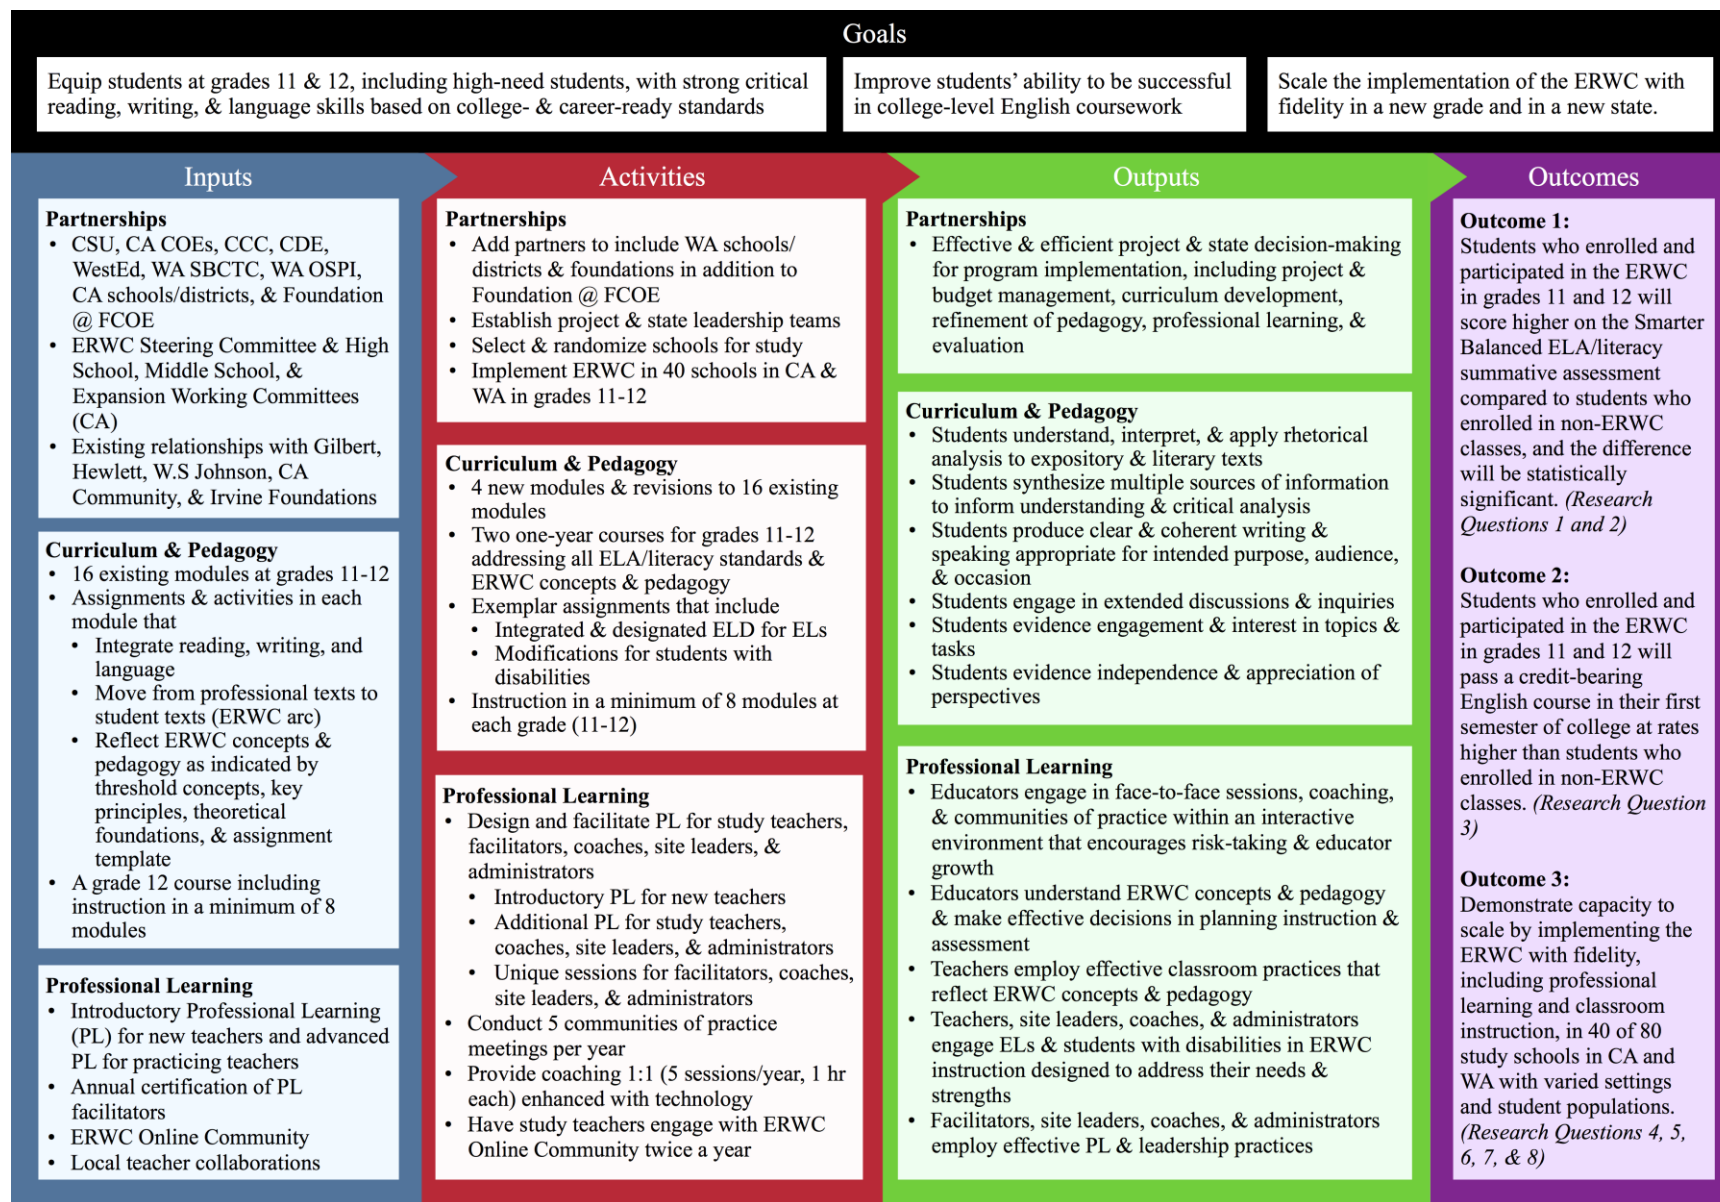 Goals
Equip students at grades 11 & 12, including high-need students, with strong critical
reading, writing, & language skills based on college- & career-ready standards
Improve students’ ability to be successful
in college-level English coursework
Scale the implementation of the ERWC with
fidelity in a new grade and in a new state.
Inputs
Partnerships
• CSU, CA COEs, CCC, CDE,
WestEd, WA SBCTC, WA OSPI,
CA schools/districts, & Foundation
@ FCOE
• ERWC Steering Committee & High
School, Middle School, &
Expansion Working Committees
(CA)
• Existing relationships with Gilbert,
Hewlett, W.S Johnson, CA
Community, & Irvine Foundations
Curriculum & Pedagogy
• 16 existing modules at grades 11-12
• Assignments & activities in each
module that
• Integrate reading, writing, and
language
• Move from professional texts to
student texts (ERWC arc)
• Reflect ERWC concepts &
pedagogy as indicated by
threshold concepts, key
principles, theoretical
foundations, & assignment
template
• A grade 12 course including
instruction in a minimum of 8
modules
Professional Learning
• Introductory Professional Learning
(PL) for new teachers and advanced
PL for practicing teachers
• Annual certification of PL
facilitators
• ERWC Online Community
• Local teacher collaborations
Activities
Partnerships
• Add partners to include WA schools/
districts & foundations in addition to
Foundation @ FCOE
• Establish project & state leadership teams
• Select & randomize schools for study
• Implement ERWC in 40 schools in CA &
WA in grades 11-12
Curriculum & Pedagogy
• 4 new modules & revisions to 16 existing
modules
• Two one-year courses for grades 11-12
addressing all ELA/literacy standards &
ERWC concepts & pedagogy
• Exemplar assignments that include
• Integrated & designated ELD for ELs
• Modifications for students with
disabilities
• Instruction in a minimum of 8 modules at
each grade (11-12)
Professional Learning
• Design and facilitate PL for study teachers,
facilitators, coaches, site leaders, &
administrators
• Introductory PL for new teachers
• Additional PL for study teachers,
coaches, site leaders, & administrators
• Unique sessions for facilitators, coaches,
site leaders, & administrators
• Conduct 5 communities of practice
meetings per year
• Provide coaching 1:1 (5 sessions/year, 1 hr
each) enhanced with technology
• Have study teachers engage with ERWC
Online Community twice a year
Outputs
Partnerships
• Effective & efficient project & state decision-making
for program implementation, including project &
budget management, curriculum development,
refinement of pedagogy, professional learning, &
evaluation
Curriculum & Pedagogy
• Students understand, interpret, & apply rhetorical
analysis to expository & literary texts
• Students synthesize multiple sources of information
to inform understanding & critical analysis
• Students produce clear & coherent writing &
speaking appropriate for intended purpose, audience,
& occasion
• Students engage in extended discussions & inquiries
• Students evidence engagement & interest in topics &
tasks
• Students evidence independence & appreciation of
perspectives
Professional Learning
• Educators engage in face-to-face sessions, coaching,
& communities of practice within an interactive
environment that encourages risk-taking & educator
growth
• Educators understand ERWC concepts & pedagogy
& make effective decisions in planning instruction &
assessment
• Teachers employ effective classroom practices that
reflect ERWC concepts & pedagogy
• Teachers, site leaders, coaches, & administrators
engage ELs & students with disabilities in ERWC
instruction designed to address their needs &
strengths
• Facilitators, site leaders, coaches, & administrators
employ effective PL & leadership practices
Outcomes
Outcome 1:
Students who enrolled and
participated in the ERWC
in grades 11 and 12 will
score higher on the Smarter
Balanced ELA/literacy
summative assessment
compared to students who
enrolled in non-ERWC
classes, and the difference
will be statistically
significant. (Research
Questions 1 and 2)
Outcome 2:
Students who enrolled and
participated in the ERWC
in grades 11 and 12 will
pass a credit-bearing
English course in their first
semester of college at rates
higher than students who
enrolled in non-ERWC
classes. (Research Question
3)
Outcome 3:
Demonstrate capacity to
scale by implementing the
ERWC with fidelity,
including professional
learning and classroom
instruction, in 40 of 80
study schools in CA and
WA with varied settings
and student populations.
(Research Questions 4, 5,
6, 7, & 8)